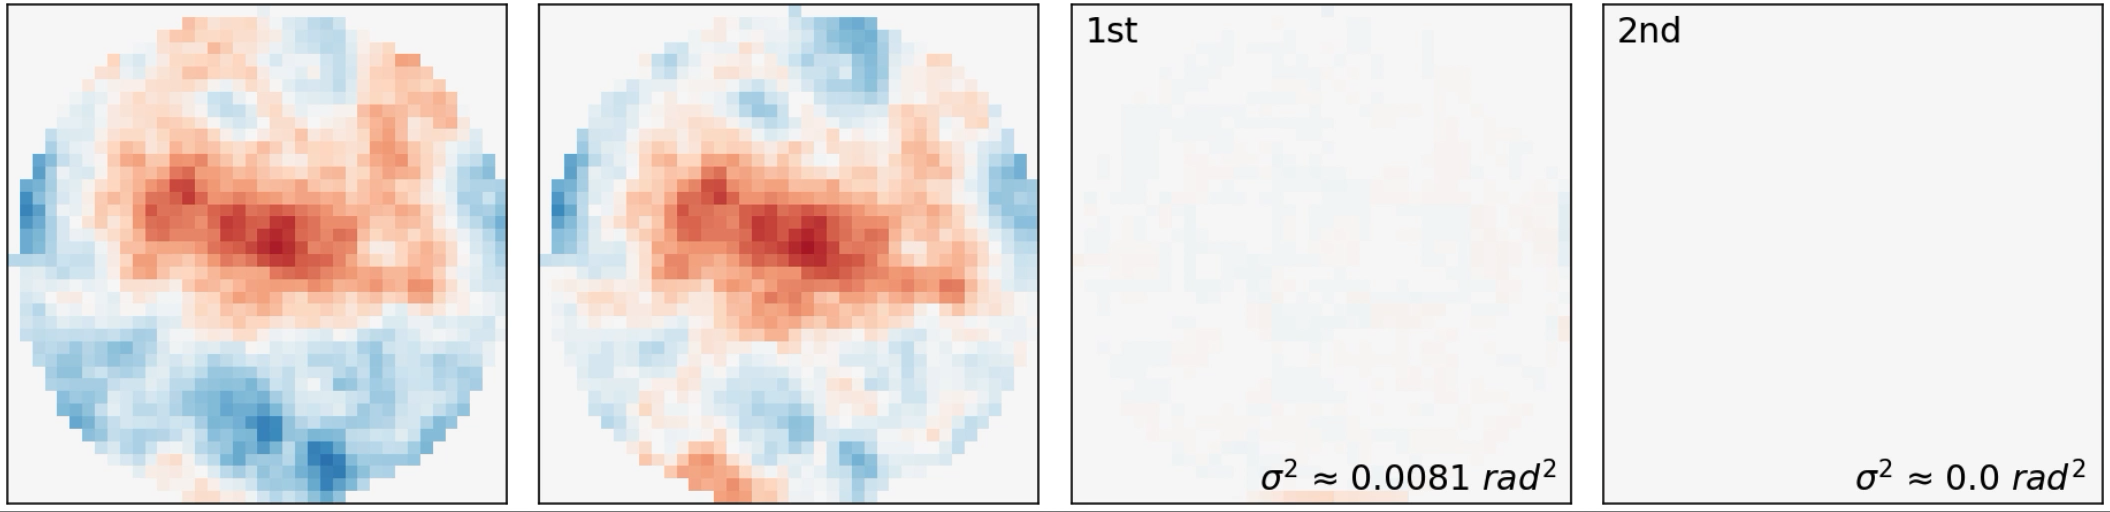 1st
2nd
σ² ≈ 0.0081 rad²
σ² ≈ 0.0 rad²